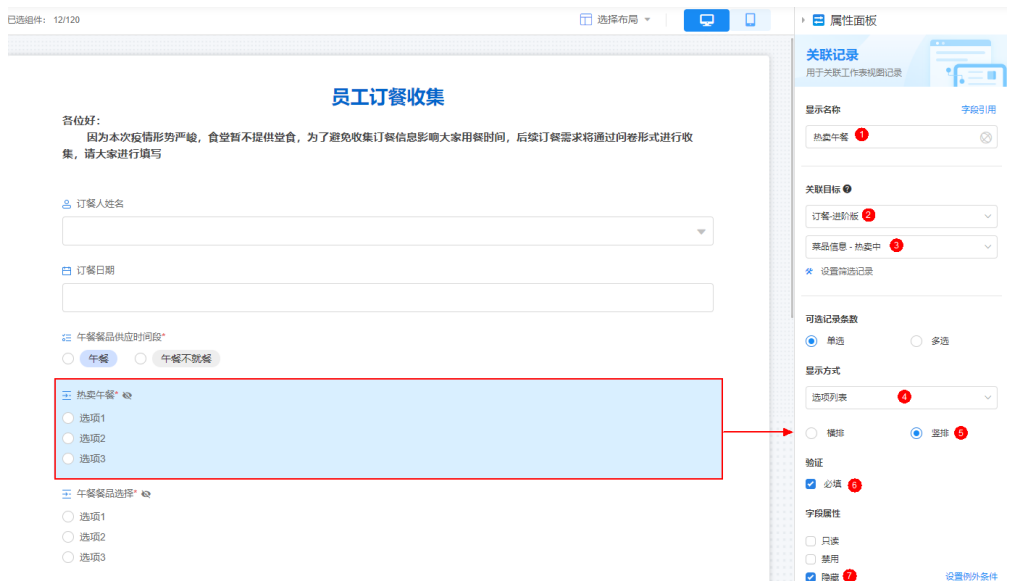 已选组件: 12/120
选择布局
属性面板
员工订餐收集
各位好：
因为本次疫情形势严峻，食堂暂不提供堂食，为了避免收集订餐信息影响大家用餐时间，后续订餐需求将通过问卷形式进行收
集，请大家进行填写
订餐人姓名
订餐日期
午餐餐品供应时间段*
午餐
午餐不就餐
热卖午餐*
选项1
选项2
选项3
午餐餐品选择*
选项1
选项2
选项3
关联记录
用于关联工作表视图记录
显示名称 字段引用
热卖午餐 1
关联目标
订餐-进阶版 2
菜品信息 - 热卖中 3
设置筛选记录
可选记录条数
单选 多选
显示方式
选项列表 4
横排 竖排 5
验证
必填 6
字段属性
只读
禁用
隐藏 7 设置例外条件